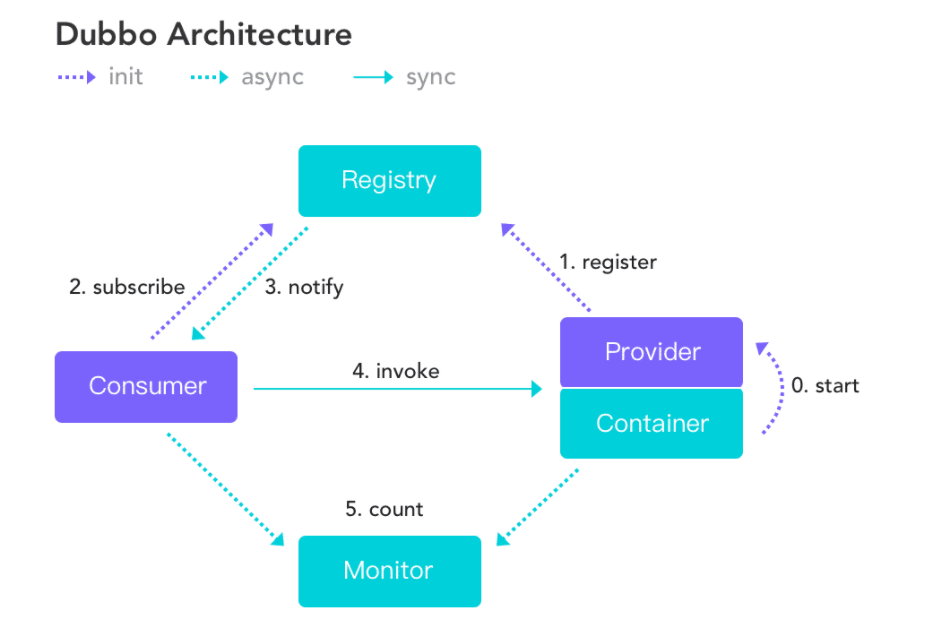 Dubbo Architecture
init async sync
Registry
1. register
2. subscribe
3. notify
Provider
4. invoke
Consumer
0. start
Container
5. count
Monitor